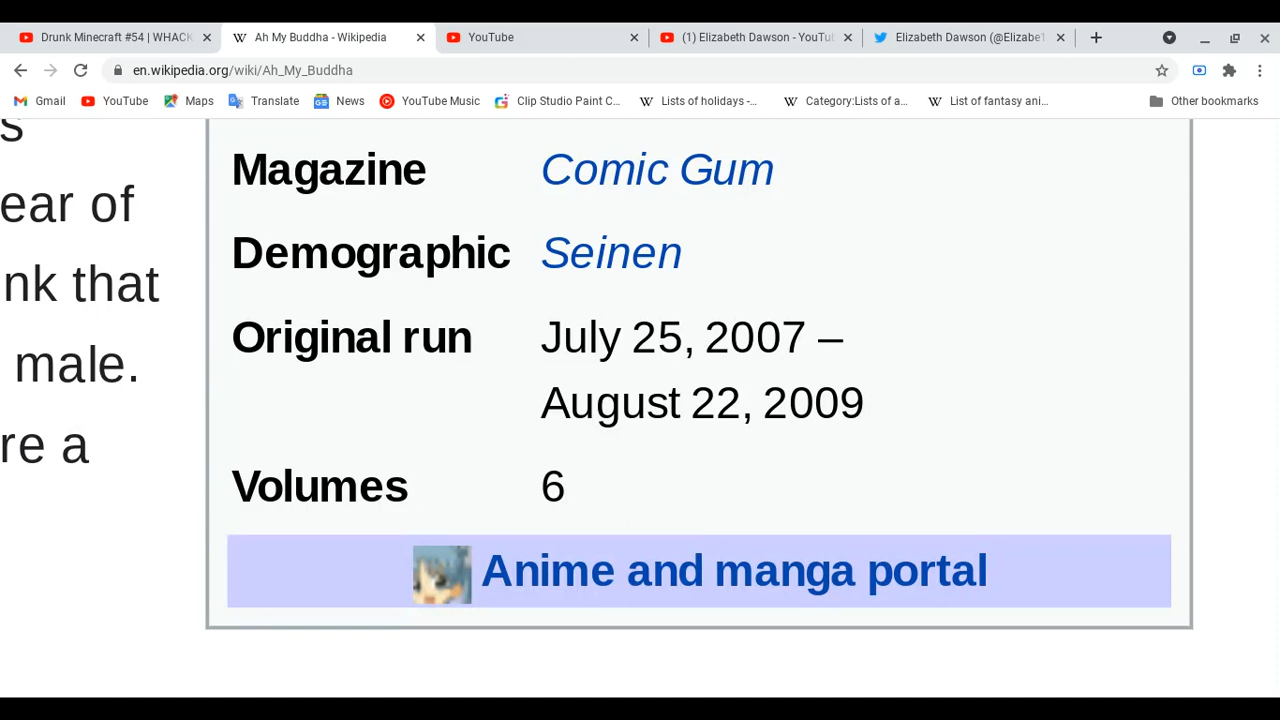 Drunk Minecraft #54 | WHACK
Ah My Buddha - Wikipedia
YouTube
(1) Elizabeth Dawson - YouTu
Elizabeth Dawson (@Elizabe1
en.wikipedia.org/wiki/Ah_My_Buddha
Gmail
YouTube
Maps
Translate
News
YouTube Music
Clip Studio Paint C...
Lists of holidays -...
Category:Lists of a...
List of fantasy ani...
Other bookmarks
s
ear of
nk that
male.
re a
Magazine Comic Gum
Demographic Seinen
Original run July 25, 2007 –
August 22, 2009
Volumes 6
Anime and manga portal